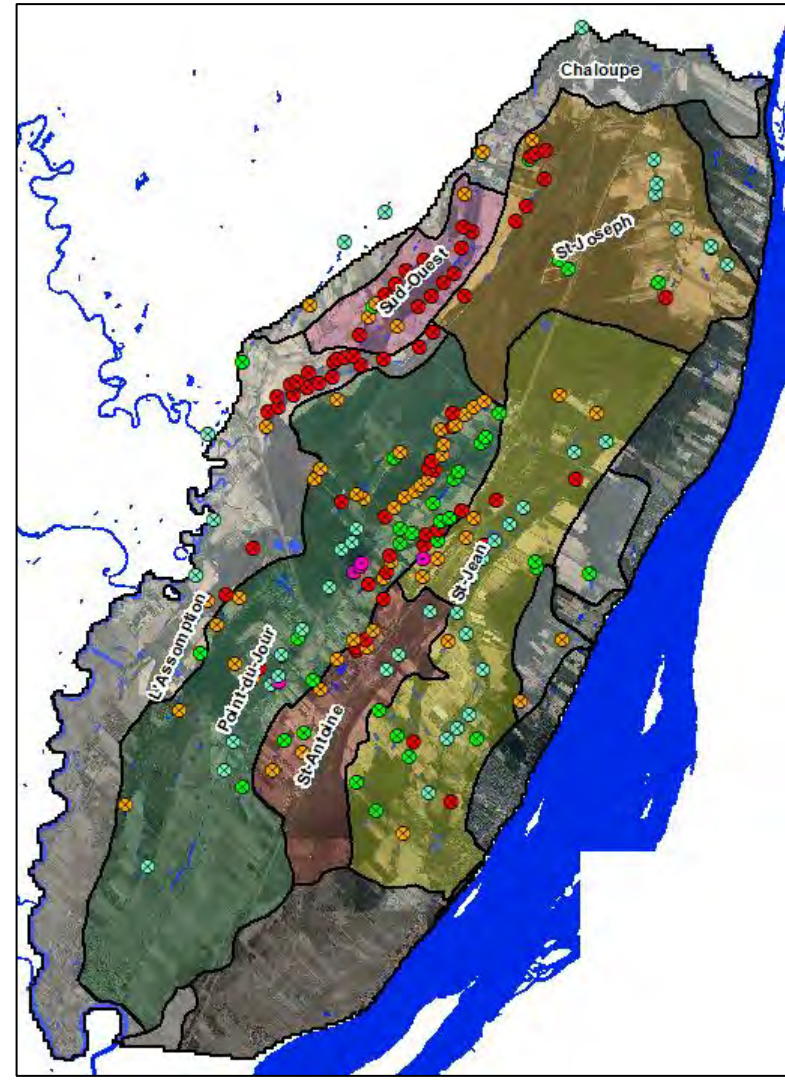 Chaloupe
St-Joseph
Sud-Ouest
St-Jean
L'Assomption
Point-du-Jour
St-Antoine